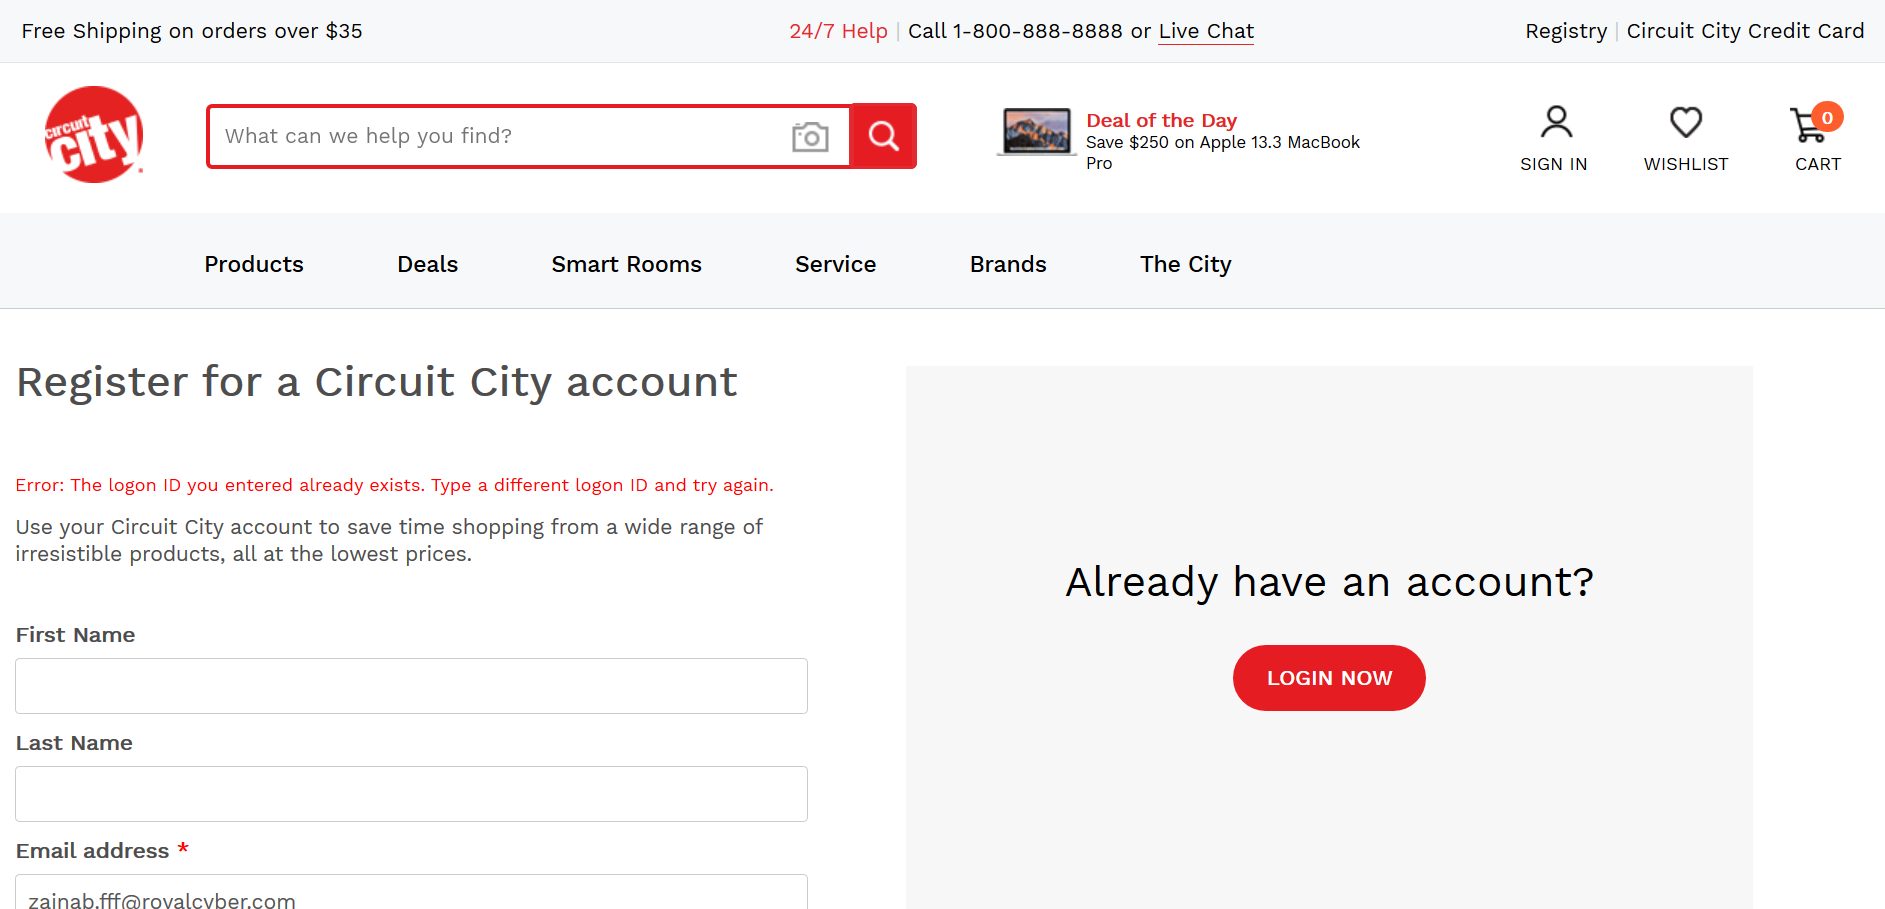 Free Shipping on orders over $35
24/7 Help | Call 1-800-888-8888 or Live Chat
Registry | Circuit City Credit Card
circuit
city
What can we help you find?
Deal of the Day
Save $250 on Apple 13.3 MacBook
Pro
SIGN IN
WISHLIST
0
CART
Products
Deals
Smart Rooms
Service
Brands
The City
Register for a Circuit City account
Error: The logon ID you entered already exists. Type a different logon ID and try again.
Use your Circuit City account to save time shopping from a wide range of
irresistible products, all at the lowest prices.
First Name
Last Name
Email address *
zainab.fff@royalcyber.com
Already have an account?
LOGIN NOW